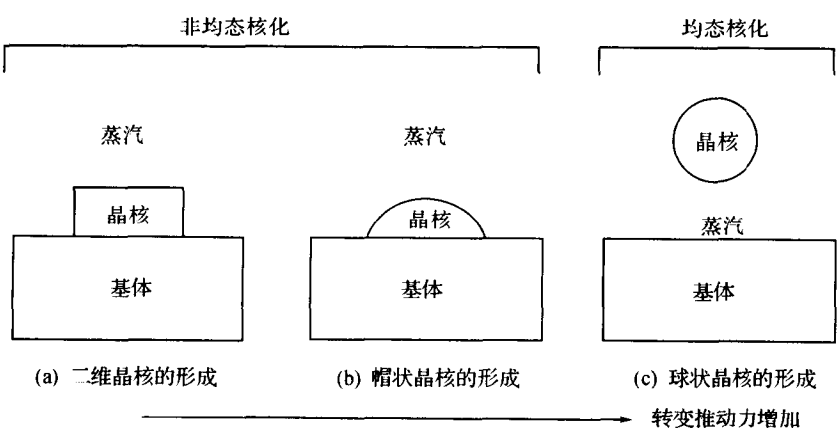 非均态核化 均态核化
蒸汽 蒸汽 晶核
晶核 晶核 蒸汽
基体 基体 基体
(a) 二维晶核的形成 (b) 帽状晶核的形成 (c) 球状晶核的形成
转变推动力增加